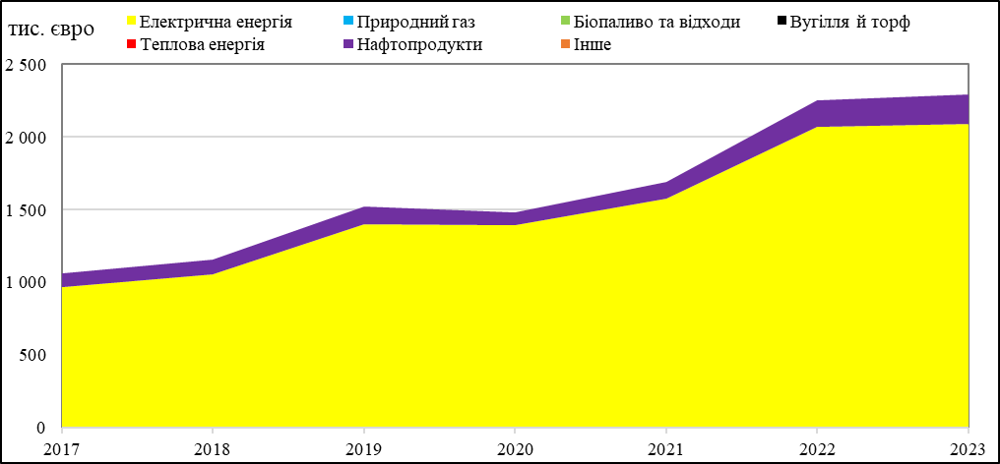 тис. євро
Електрична енергія Природний газ Біопаливо та відходи Вугілля й торф
Теплова енергія Нафтопродукти Інше
2 500
2 000
1 500
1 000
500
0
2017 2018 2019 2020 2021 2022 2023